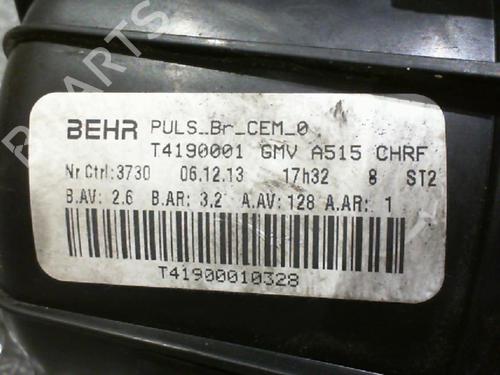 BEHR PULS_Br_CEM_0
T4190001 GMV A515 CHRF
Nr Ctrl:3730 06.12.13 17h32 8 ST2
B.AV: 2.6 B.AR: 3.2 A.AV: 128 A.AR: 1
T41900010328
PARTS